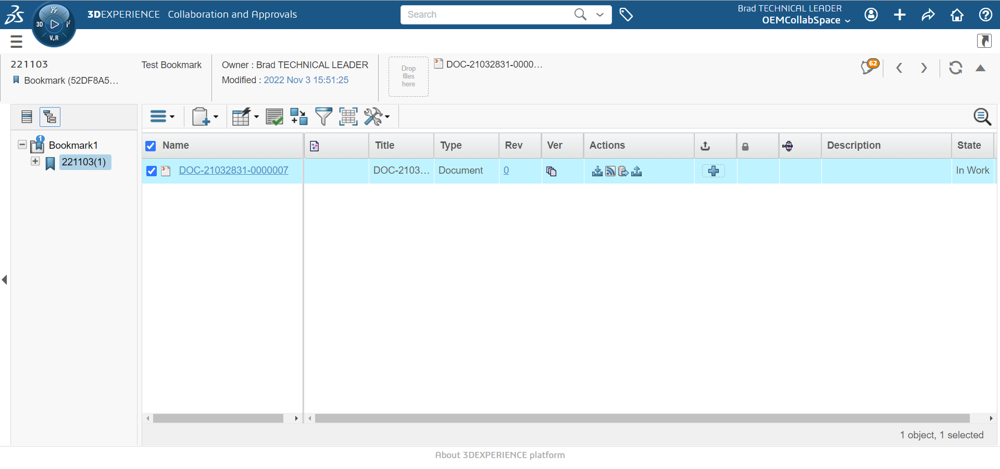 3DEXPERIENCE Collaboration and Approvals
Search
Brad TECHNICAL LEADER
OEMCollabSpace
3D
V.R
221103
Test Bookmark
Bookmark (52DF8A5...
Owner : Brad TECHNICAL LEADER
Modified : 2022 Nov 3 15:51:25
Drop
files
here
DOC-21032831-0000...
62
1
Bookmark1
221103(1)
Name Title Type Rev Ver Actions Description State
DOC-21032831-0000007 DOC-2103... Document 0 In Work
1 object, 1 selected
About 3DEXPERIENCE platform